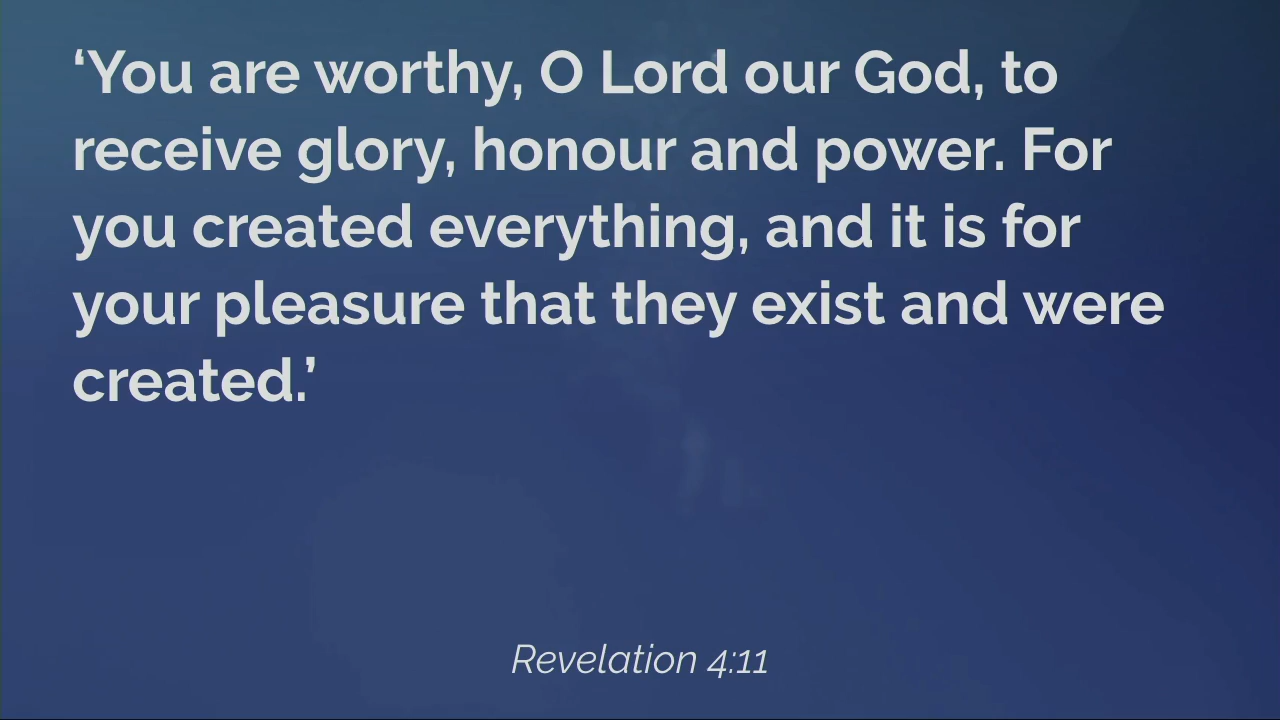 ‘You are worthy, O Lord our God, to
receive glory, honour and power. For
you created everything, and it is for
your pleasure that they exist and were
created.’
Revelation 4:11